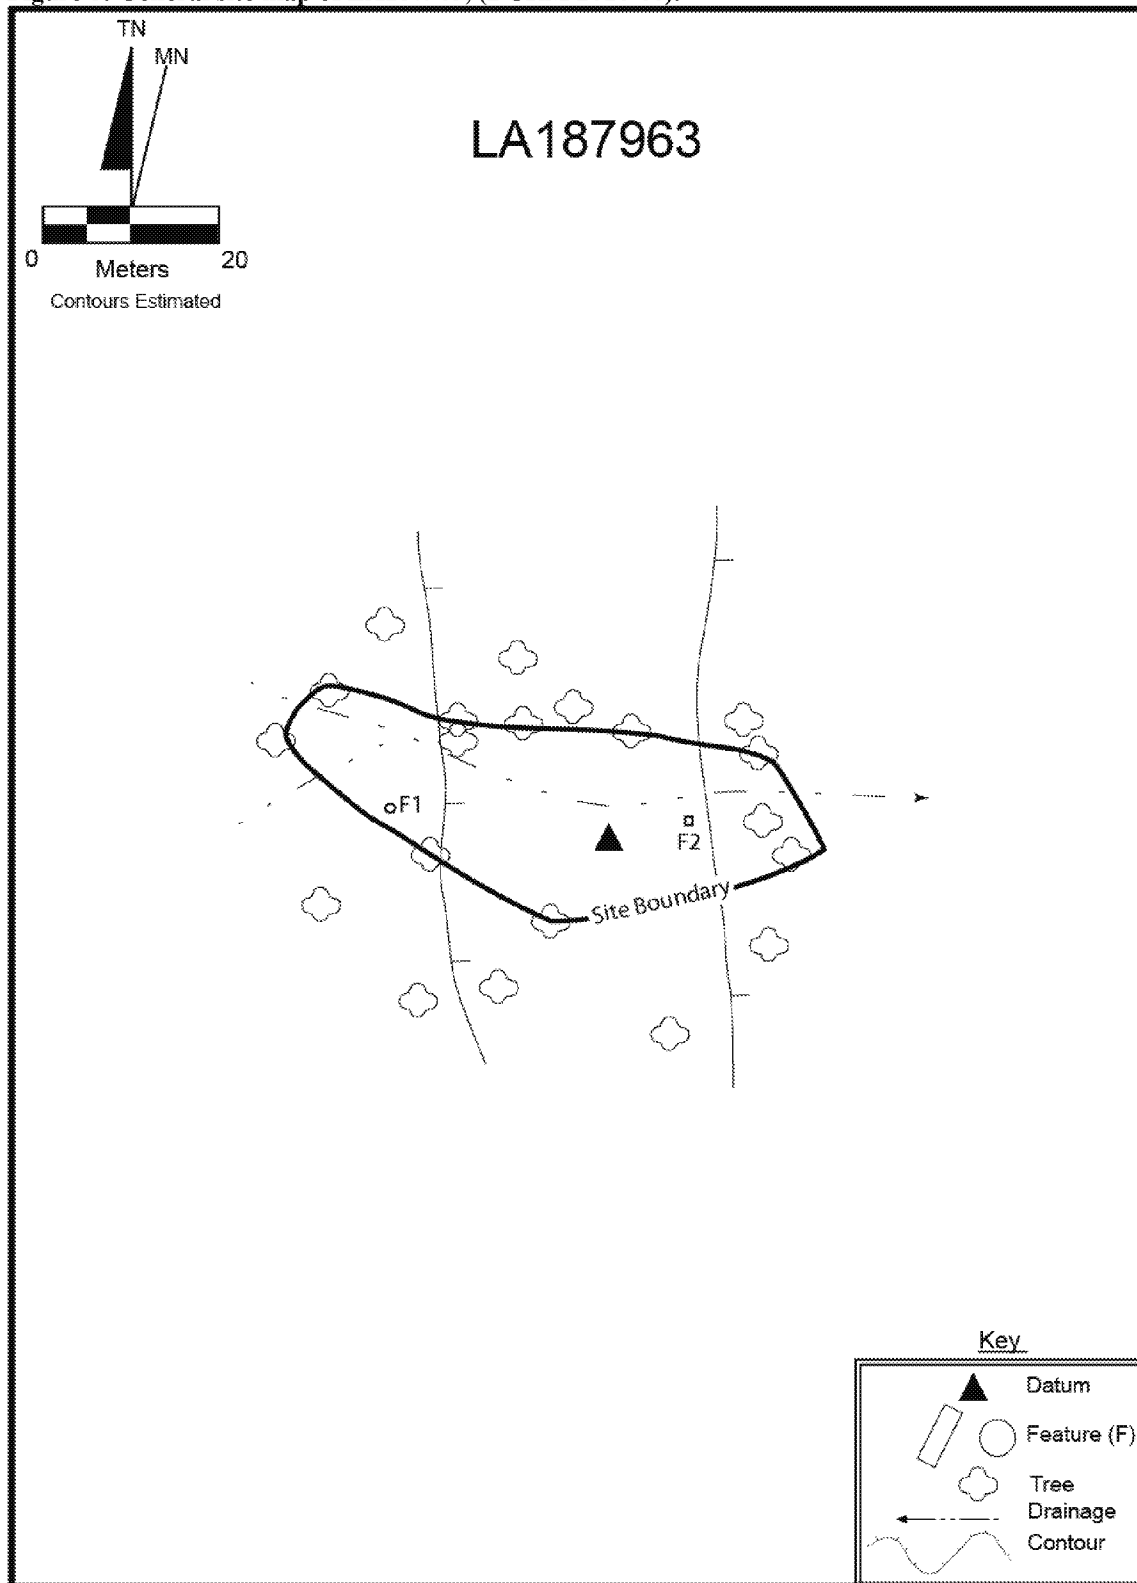 TN
MN
LA187963
0
20
Meters
Contours Estimated
F1
F2
Site Boundary
Key
Datum
Feature (F)
Tree
Drainage
Contour